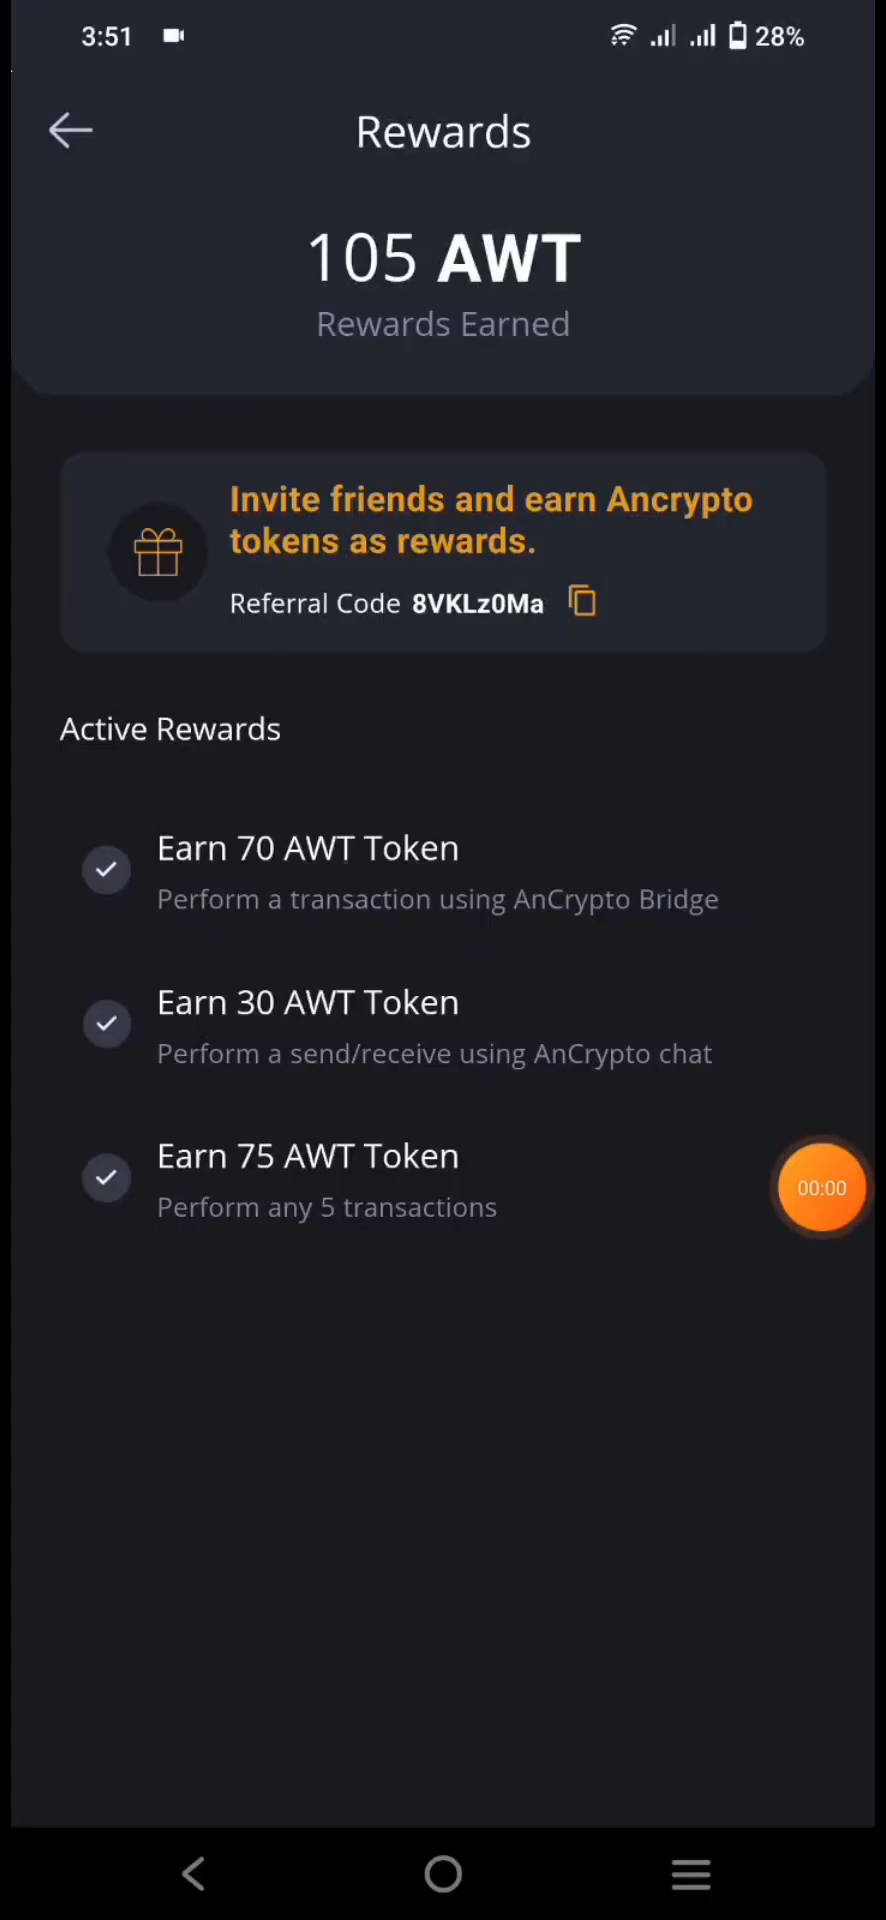 3:51
28%
Rewards
105 AWT
Rewards Earned
Invite friends and earn Ancrypto
tokens as rewards.
Referral Code 8VKLz0Ma
Active Rewards
Earn 70 AWT Token
Perform a transaction using AnCrypto Bridge
Earn 30 AWT Token
Perform a send/receive using AnCrypto chat
Earn 75 AWT Token
Perform any 5 transactions
00:00